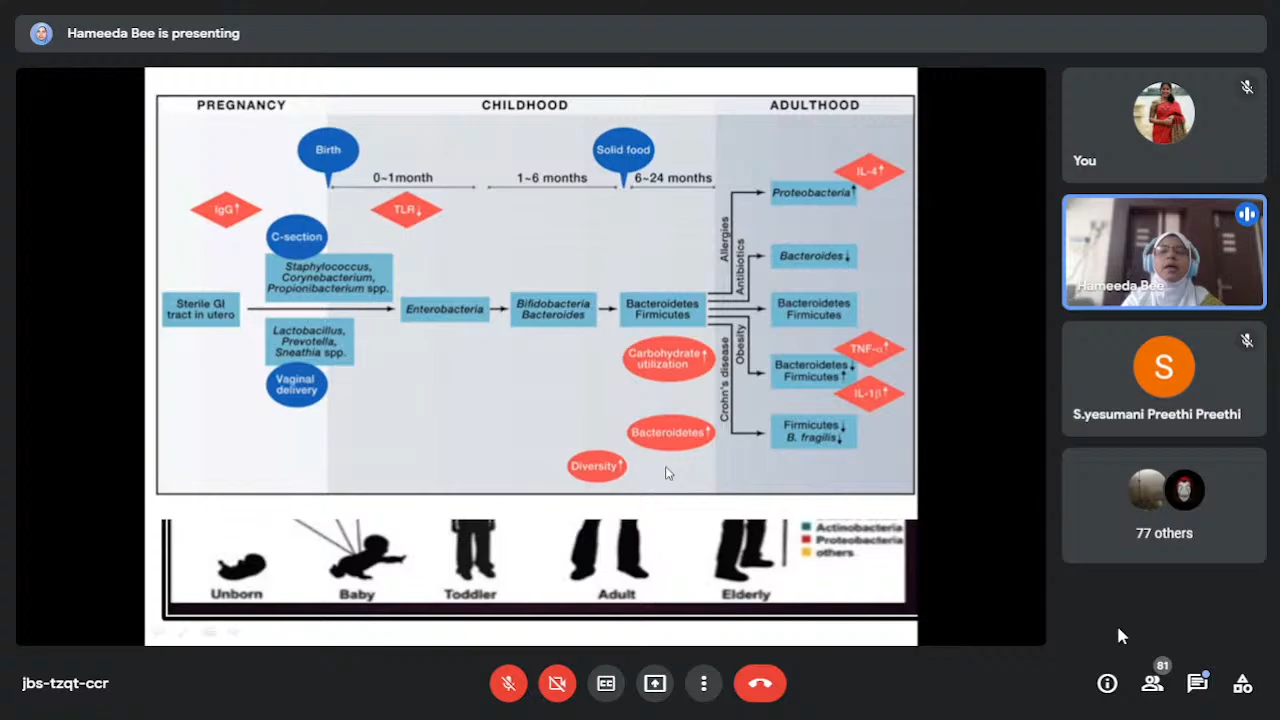 Hameeda Bee is presenting
PREGNANCY
CHILDHOOD
ADULTHOOD
Birth
Solid food
0~1month
1~6 months
6~24 months
IL-4↑
Proteobacteria↑
IgG↑
TLR↓
C-section
Staphylococcus,
Corynebacterium,
Propionibacterium spp.
Allergies
Antibiotics
Bacteroides↓
Sterile GI
tract in utero
Enterobacteria
Bifidobacteria
Bacteroides
Bacteroidetes
Firmicutes
Bacteroidetes
Firmicutes
Lactobacillus,
Prevotella,
Sneathia spp.
Vaginal
delivery
Carbohydrate↑
utilization
Crohn's disease
Obesity
TNF-α↑
Bacteroidetes↓
Firmicutes↑
IL-1β↑
Bacteroidetes↑
Firmicutes↓
B. fragilis↓
Diversity↑
Actinobacteria
Proteobacteria
others
Unborn
Baby
Toddler
Adult
Elderly
You
Hameeda Bee
S
S.yesumani Preethi Preethi
77 others
jbs-tzqt-ccr
CC
81